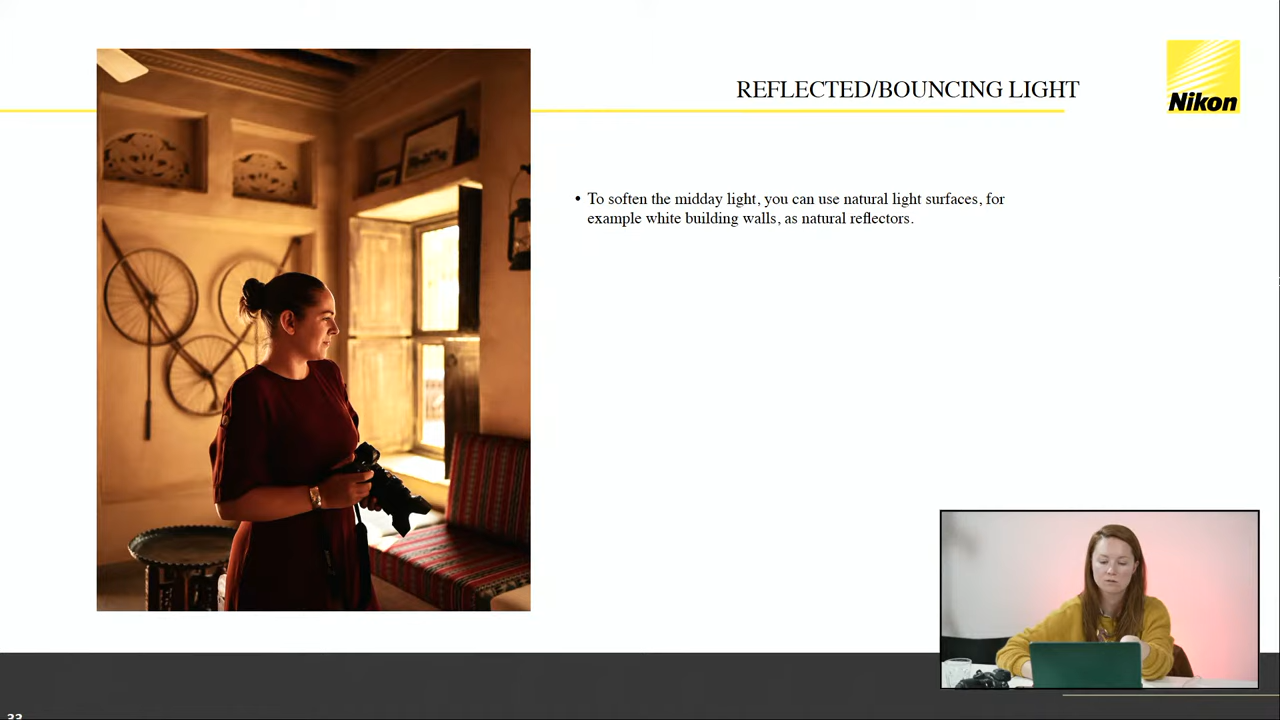 REFLECTED/BOUNCING LIGHT
Nikon
• To soften the midday light, you can use natural light surfaces, for
example white building walls, as natural reflectors.
33